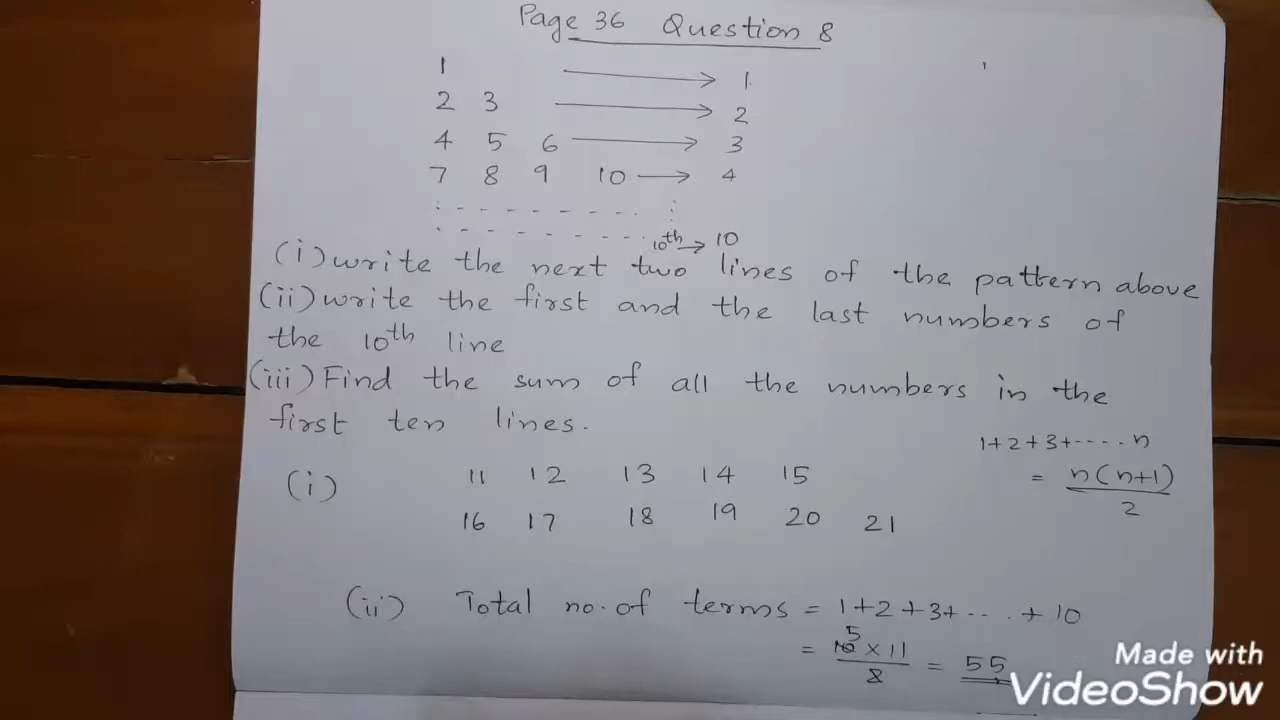 Page 36 Question 8
1 → 1
2 3 → 2
4 5 6 → 3
7 8 9 10 → 4
: - - - - - - - - . :
: - - - - - - - - . 10th → 10
(i) write the next two lines of the pattern above
(ii) write the first and the last numbers of
the 10th line
(iii) Find the sum of all the numbers in the
first ten lines.
1+2+3+----.n
= n(n+1)/2
(i) 11 12 13 14 15
16 17 18 19 20 21
(ii) Total no. of terms = 1+2+3+-- .. + 10
= 10 5 × 11 / 2 = 55
Made with
VideoShow